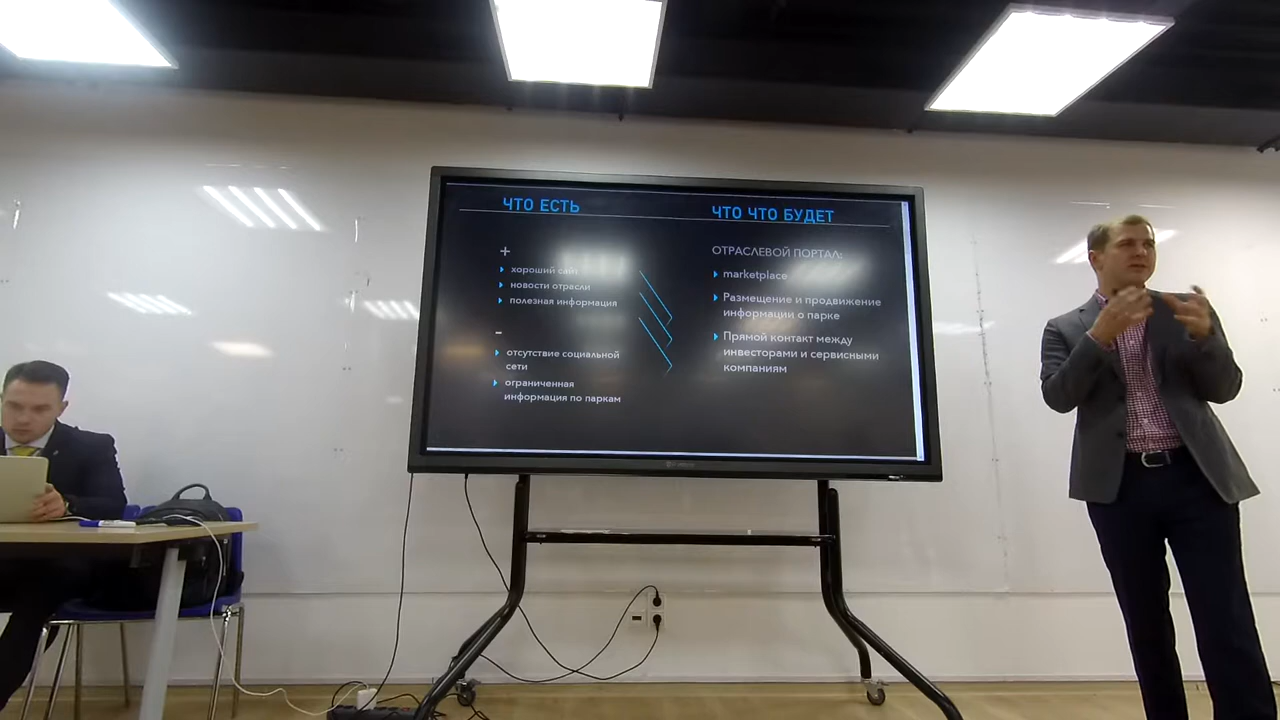 ЧТО ЕСТЬ
+
хороший сайт
новости отрасли
полезная информация
-
отсутствие социальной
сети
ограниченная
информация по паркам
ЧТО ЧТО БУДЕТ
ОТРАСЛЕВОЙ ПОРТАЛ:
marketplace
Размещение и продвижение
информации о парке
Прямой контакт между
инвесторами и сервисными
компаниям